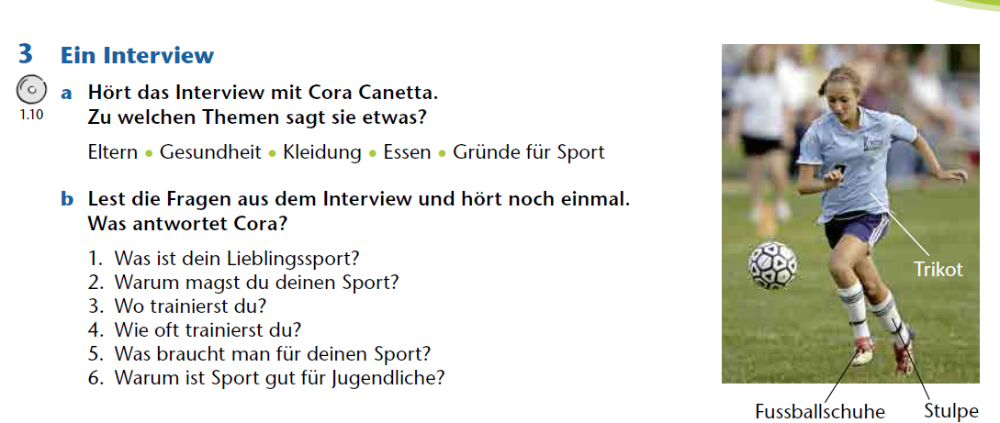 3 Ein Interview
1.10
a Hört das Interview mit Cora Canetta.
Zu welchen Themen sagt sie etwas?
Eltern • Gesundheit • Kleidung • Essen • Gründe für Sport
b Lest die Fragen aus dem Interview und hört noch einmal.
Was antwortet Cora?
1. Was ist dein Lieblingssport?
2. Warum magst du deinen Sport?
3. Wo trainierst du?
4. Wie oft trainierst du?
5. Was braucht man für deinen Sport?
6. Warum ist Sport gut für Jugendliche?
Trikot
Fussballschuhe
Stulpe